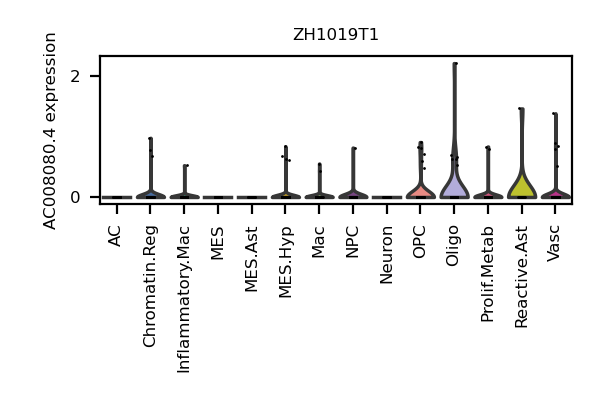 ZH1019T1
AC008080.4 expression
2
0
AC
Chromatin.Reg
Inflammatory.Mac
MES
MES.Ast
MES.Hyp
Mac
NPC
Neuron
OPC
Oligo
Prolif.Metab
Reactive.Ast
Vasc